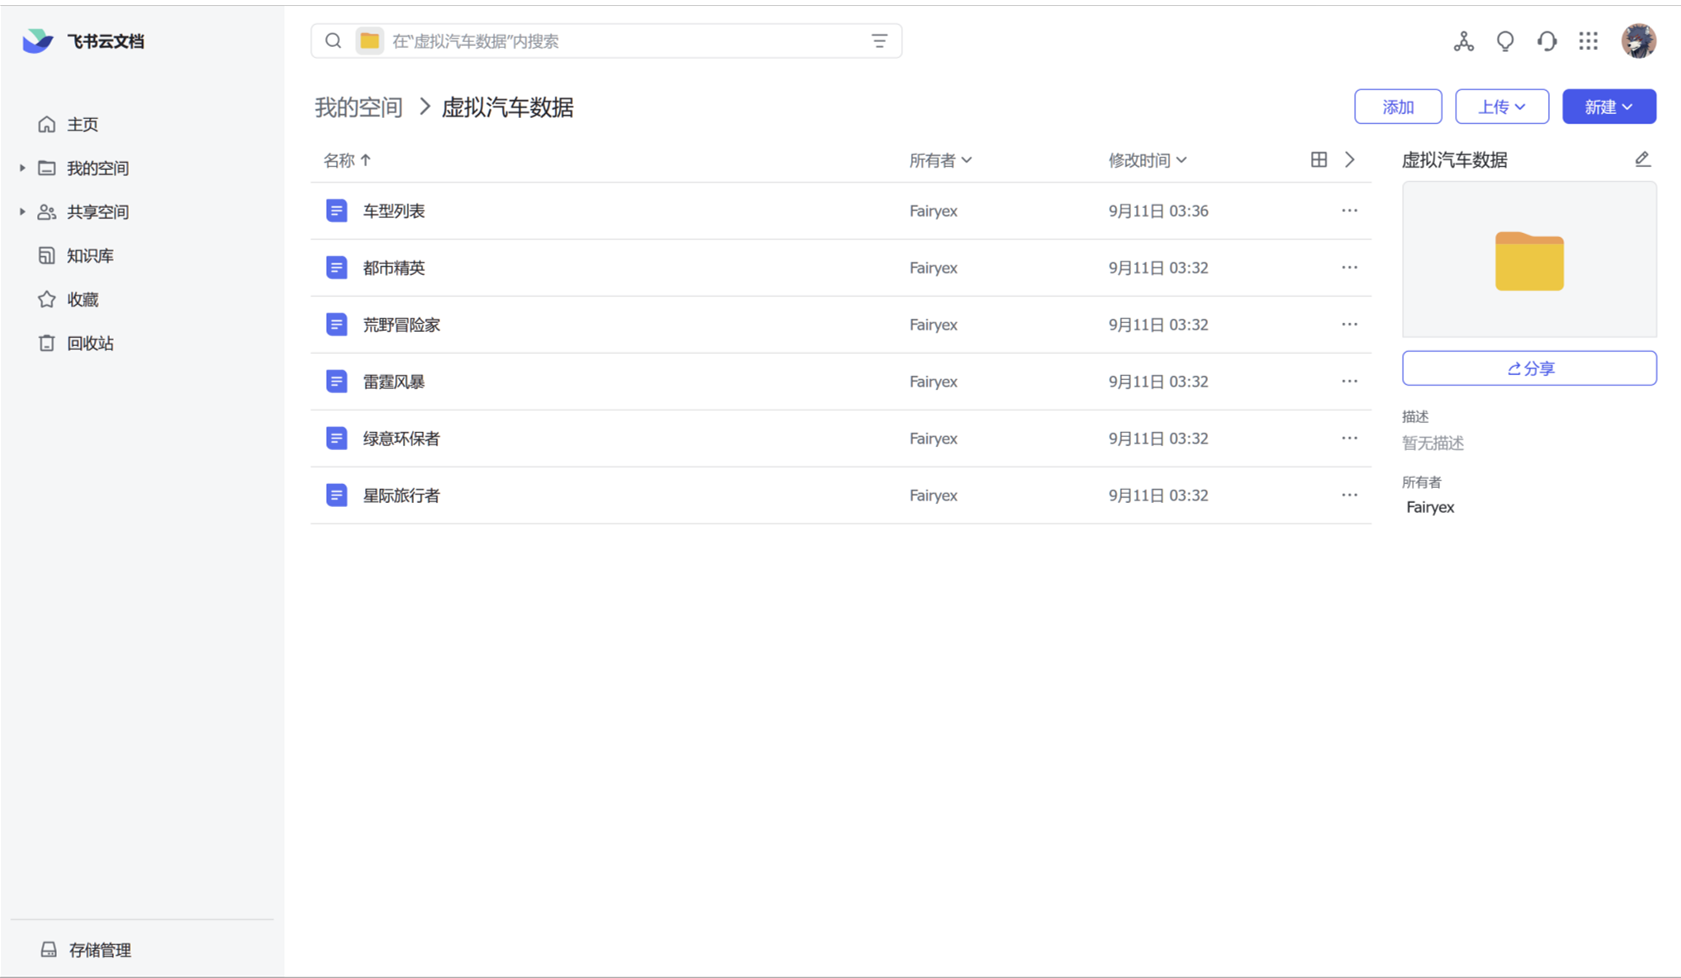 飞书云文档
在“虚拟汽车数据”内搜索
主页
我的空间
共享空间
知识库
收藏
回收站
存储管理
我的空间 > 虚拟汽车数据
添加 上传 新建
名称 所有者 修改时间
车型列表 Fairyex 9月11日 03:36
都市精英 Fairyex 9月11日 03:32
荒野冒险家 Fairyex 9月11日 03:32
雷霆风暴 Fairyex 9月11日 03:32
绿意环保者 Fairyex 9月11日 03:32
星际旅行者 Fairyex 9月11日 03:32
虚拟汽车数据
分享
描述
暂无描述
所有者
Fairyex